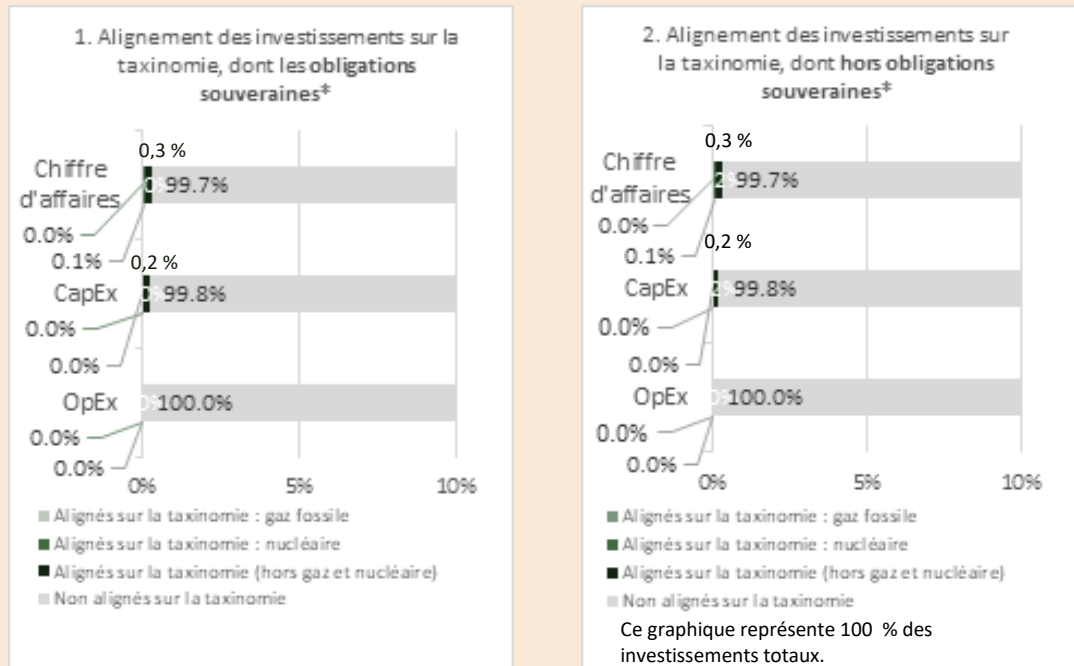 1. Alignement des investissements sur la
taxinomie, dont les obligations
souveraines*
0,3 %
Chiffre
d'affaires
99.7%
0.0%
0.1%
0,2 %
CapEx
99.8%
0.0%
0.0%
OpEx
100.0%
0.0%
0.0%
0%
5%
10%
Alignés sur la taxinomie : gaz fossile
Alignés sur la taxinomie : nucléaire
Alignés sur la taxinomie (hors gaz et nucléaire)
Non alignés sur la taxinomie
2. Alignement des investissements sur
la taxinomie, dont hors obligations
souveraines*
0,3 %
Chiffre
d'affaires
99.7%
0.0%
0.1%
0,2 %
CapEx
99.8%
0.0%
0.0%
OpEx
100.0%
0.0%
0.0%
0%
5%
10%
Alignés sur la taxinomie : gaz fossile
Alignés sur la taxinomie : nucléaire
Alignés sur la taxinomie (hors gaz et nucléaire)
Non alignés sur la taxinomie
Ce graphique représente 100 % des
investissements totaux.